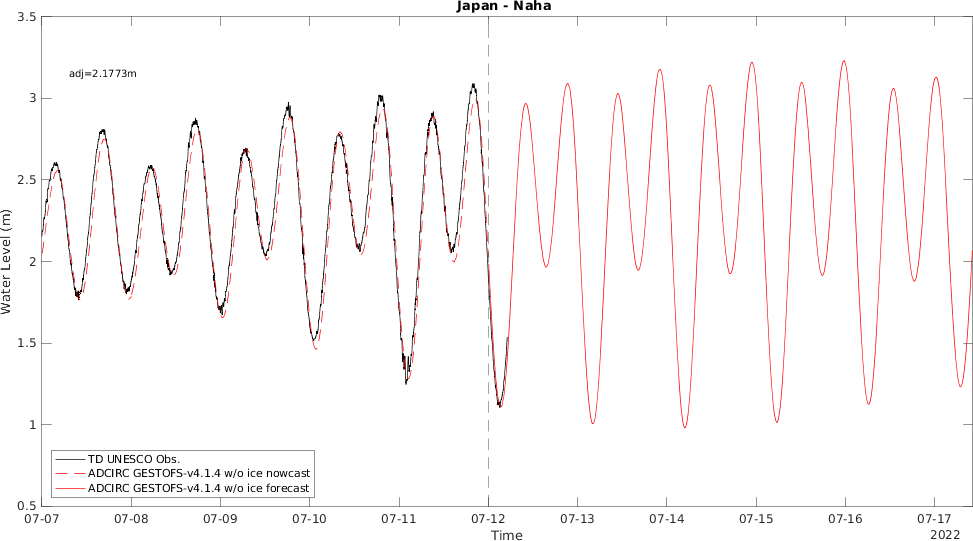 Japan - Naha
3.5
adj=2.1773m
3
2.5
2
1.5
1
0.5
Water Level (m)
TD UNESCO Obs.
ADCIRC GESTOFS-v4.1.4 w/o ice nowcast
ADCIRC GESTOFS-v4.1.4 w/o ice forecast
07-07 07-08 07-09 07-10 07-11 07-12 07-13 07-14 07-15 07-16 07-17
Time
2022